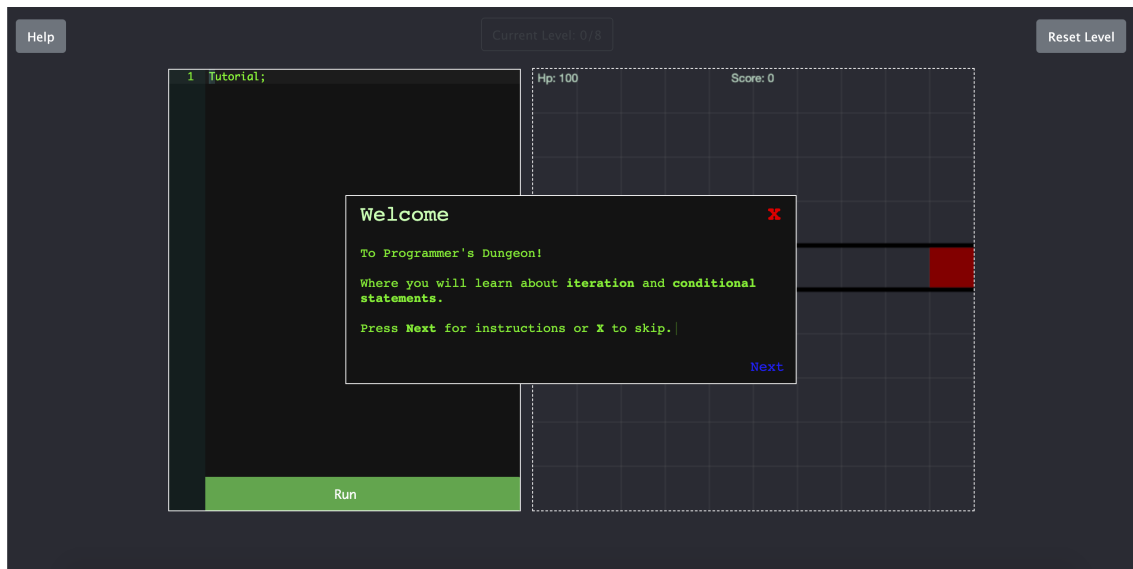 Help
Current Level: 0/8
Reset Level
1 Tutorial;
Hp: 100 Score: 0
Welcome
X
To Programmer's Dungeon!
Where you will learn about iteration and conditional
statements.
Press Next for instructions or X to skip.
Next
Run